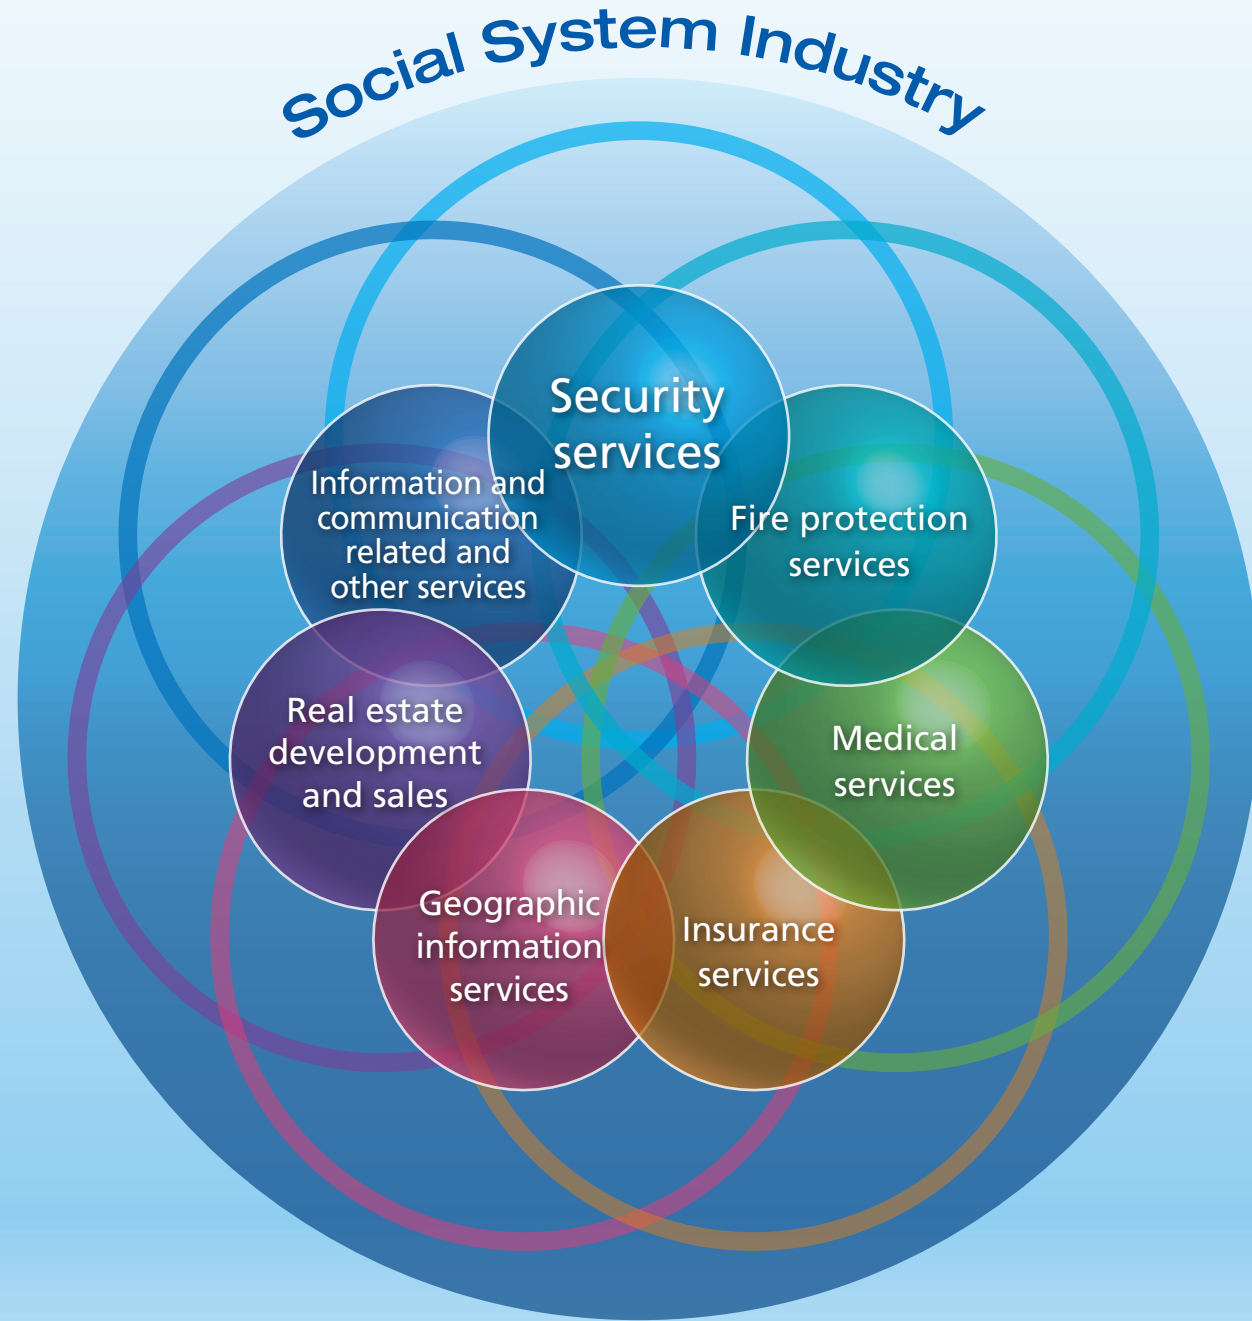 Social System Industry
Security
services
Fire protection
services
Medical
services
Insurance
services
Geographic
information
services
Real estate
development
and sales
Information and
communication
related and
other services